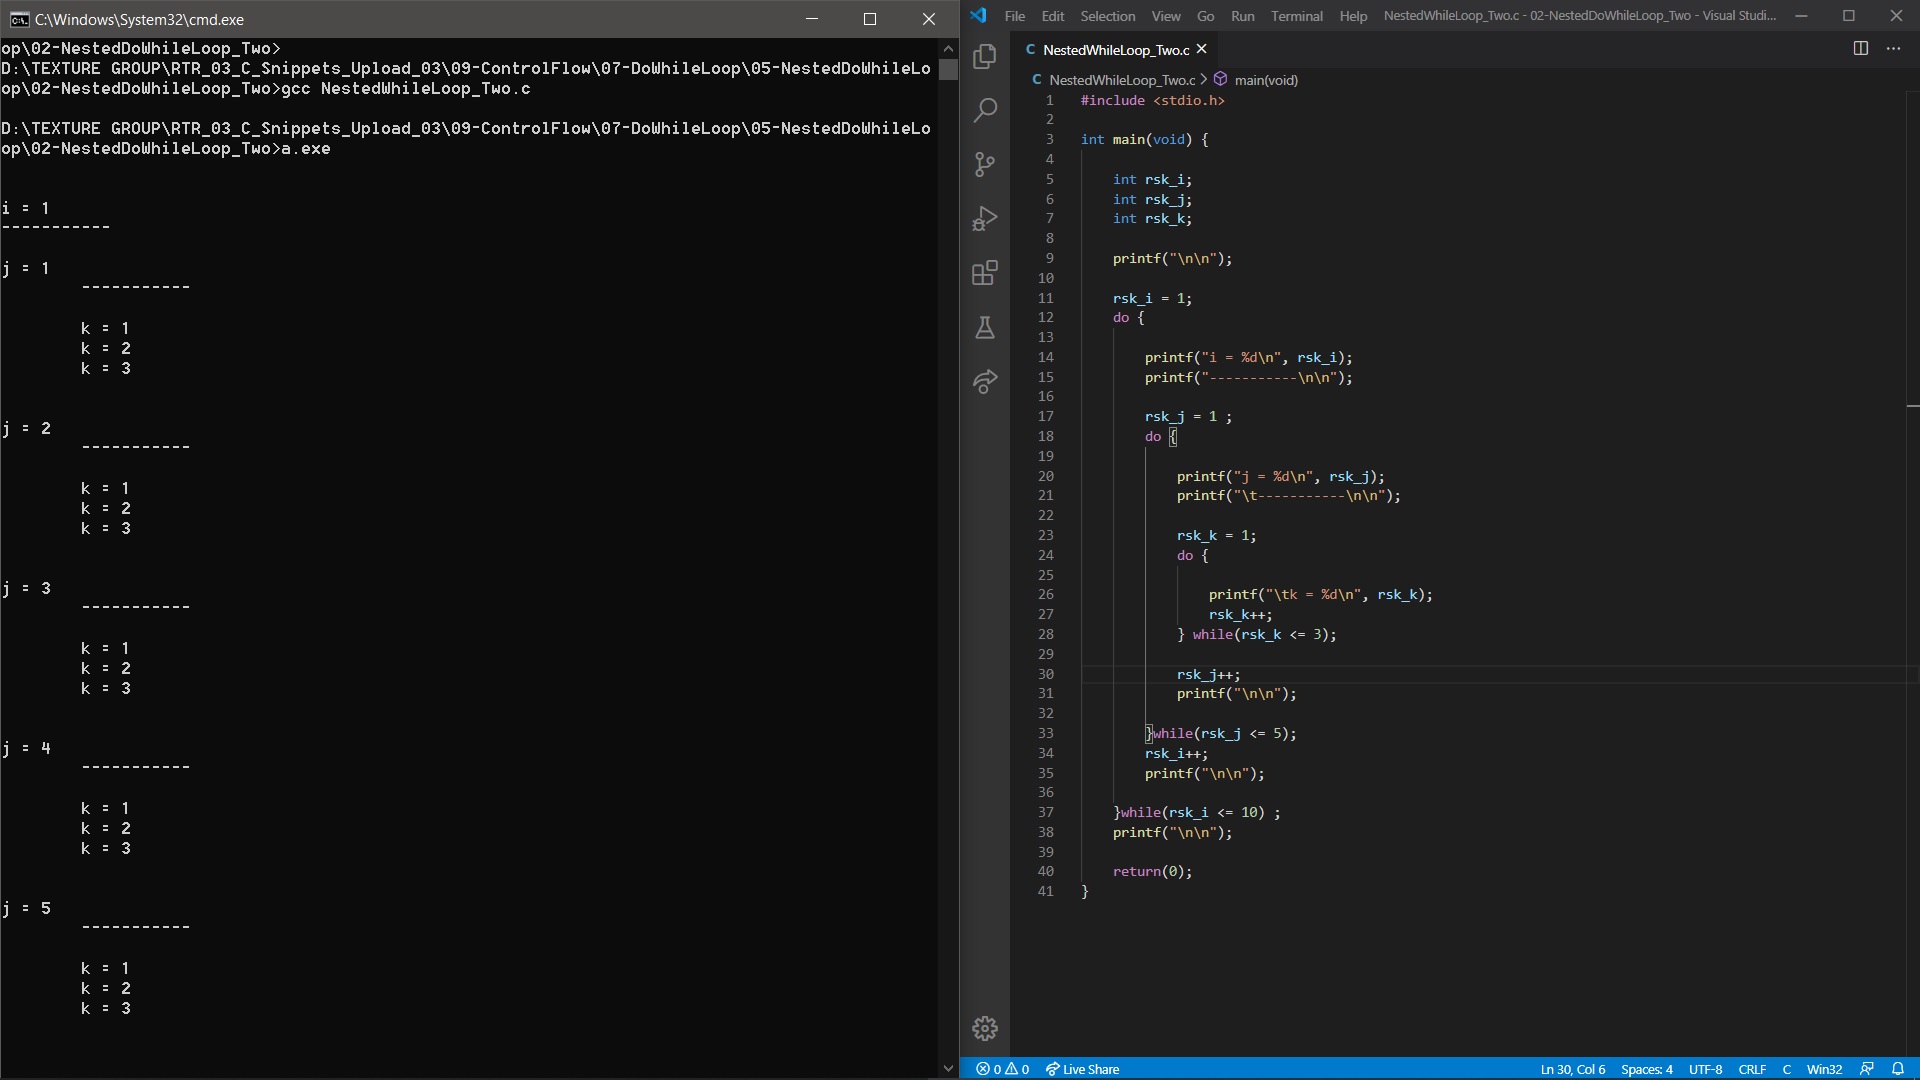 C:\Windows\System32\cmd.exe
op\02-NestedDoWhileLoop_Two>
D:\TEXTURE GROUP\RTR_03_C_Snippets_Upload_03\09-ControlFlow\07-DoWhileLoop\05-NestedDoWhileLo
op\02-NestedDoWhileLoop_Two>gcc NestedWhileLoop_Two.c
D:\TEXTURE GROUP\RTR_03_C_Snippets_Upload_03\09-ControlFlow\07-DoWhileLoop\05-NestedDoWhileLo
op\02-NestedDoWhileLoop_Two>a.exe
i = 1
-----------
j = 1
-----------
k = 1
k = 2
k = 3
j = 2
-----------
k = 1
k = 2
k = 3
j = 3
-----------
k = 1
k = 2
k = 3
j = 4
-----------
k = 1
k = 2
k = 3
j = 5
-----------
k = 1
k = 2
k = 3
File Edit Selection View Go Run Terminal Help NestedWhileLoop_Two.c - 02-NestedDoWhileLoop_Two - Visual Studi...
C NestedWhileLoop_Two.c
C NestedWhileLoop_Two.c > main(void)
1 #include <stdio.h>
2
3 int main(void) {
4
5 int rsk_i;
6 int rsk_j;
7 int rsk_k;
8
9 printf("\n\n");
10
11 rsk_i = 1;
12 do {
13
14 printf("i = %d\n", rsk_i);
15 printf("-----------\n\n");
16
17 rsk_j = 1 ;
18 do {
19
20 printf("j = %d\n", rsk_j);
21 printf("\t-----------\n\n");
22
23 rsk_k = 1;
24 do {
25
26 printf("\tk = %d\n", rsk_k);
27 rsk_k++;
28 } while(rsk_k <= 3);
29
30 rsk_j++;
31 printf("\n\n");
32
33 }while(rsk_j <= 5);
34 rsk_i++;
35 printf("\n\n");
36
37 }while(rsk_i <= 10) ;
38 printf("\n\n");
39
40 return(0);
41 }
0 0 Live Share Ln 30, Col 6 Spaces: 4 UTF-8 CRLF C Win32